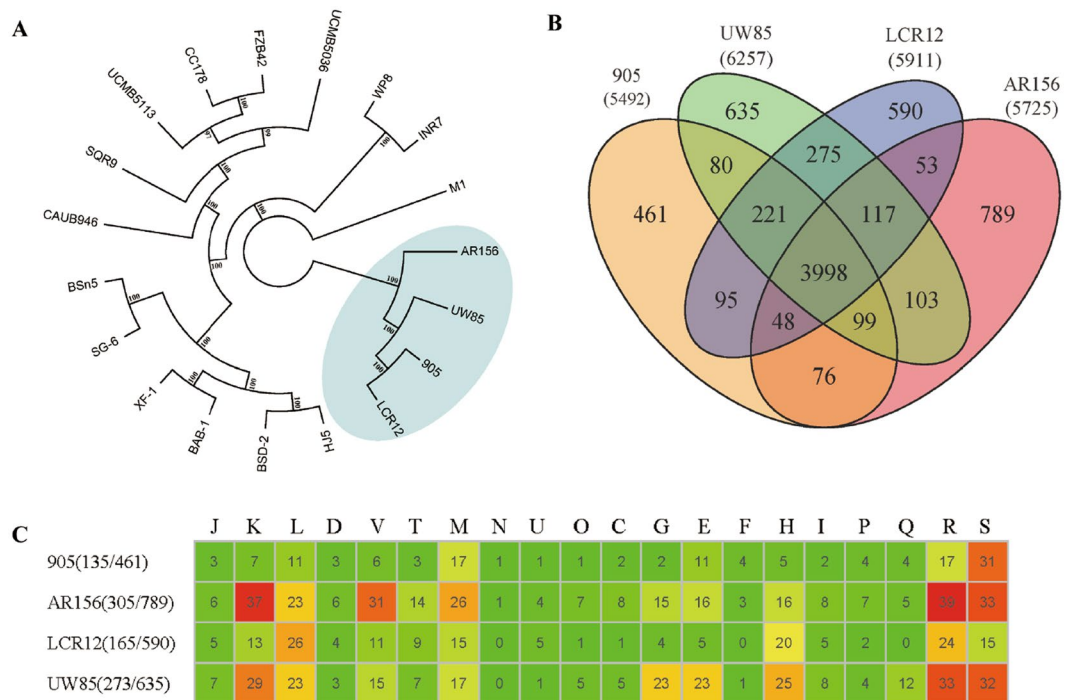 A
UCMB5036
FZB42
CC178
UCMB5113
SQR9
CAUB946
WP8
INR7
M1
AR156
UW85
905
LCR12
BSn5
SG-6
XF-1
BAB-1
BSD-2
HJ5
100
97
99
100
100
100
100
100
100
100
100
100
100
100
100
100
B
UW85
(6257)
LCR12
(5911)
905
(5492)
AR156
(5725)
635
590
80
275
53
461
221
117
789
3998
95
103
48
99
76
C
J K L D V T M N U O C G E F H I P Q R S
905(135/461) 3 7 11 3 6 3 17 1 1 1 2 2 11 4 5 2 4 4 17 31
AR156(305/789) 6 37 23 6 31 14 26 1 4 7 8 15 16 3 16 8 7 5 39 33
LCR12(165/590) 5 13 26 4 11 9 15 0 5 1 1 4 5 0 20 5 2 0 24 15
UW85(273/635) 7 29 23 3 15 7 17 0 1 5 5 23 23 1 25 8 4 12 33 32